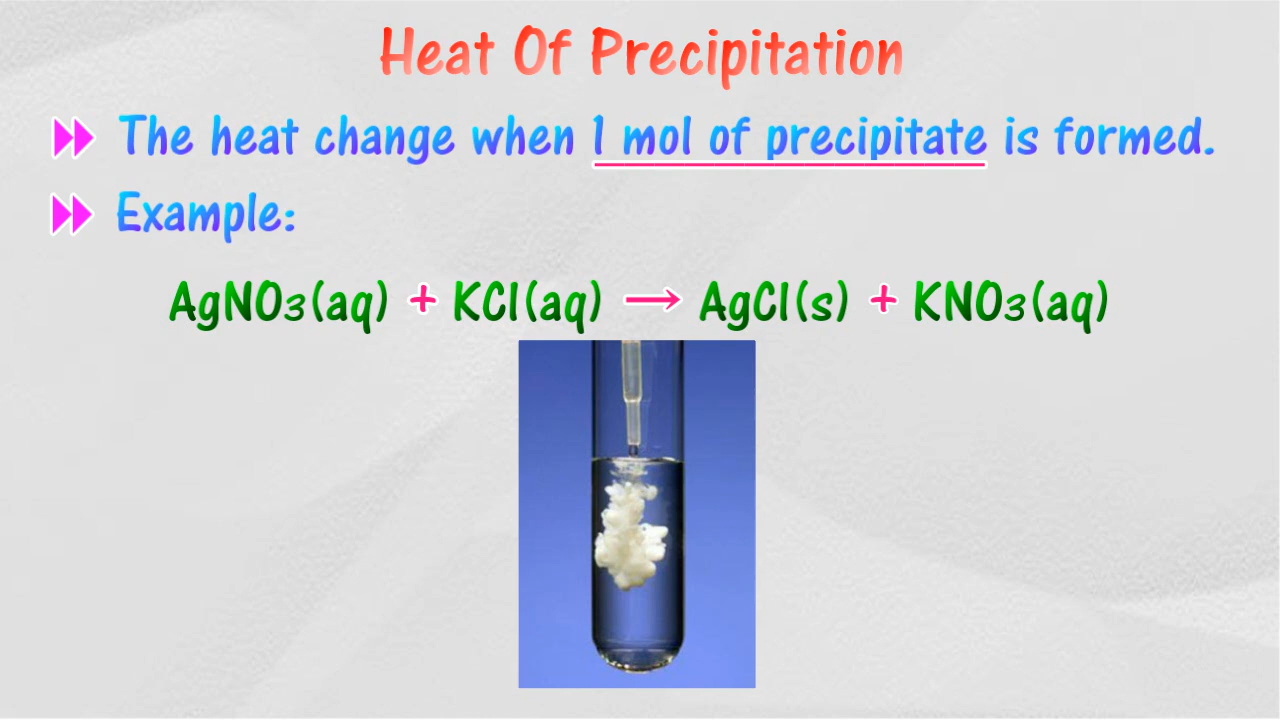 Heat Of Precipitation
The heat change when 1 mol of precipitate is formed.
Example:
AgNO₃(aq) + KCl(aq) → AgCl(s) + KNO₃(aq)